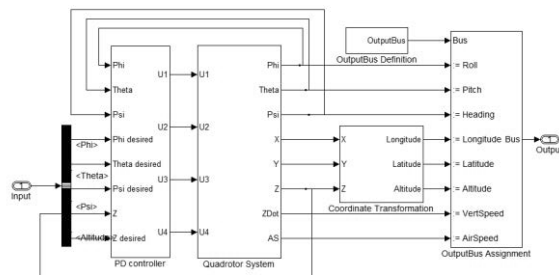 1
Input
<Phi>
<Theta>
<Psi>
<Altitude>
Phi
Theta
Psi
Phi desired
Theta desired
Psi desired
Z
Z desired
U1
U2
U3
U4
PD controller
U1
U2
U3
U4
Phi
Theta
Psi
X
Y
Z
ZDot
AS
Quadrotor System
OutputBus
OutputBus Definition
X
Y
Z
Longitude
Latitude
Altitude
Coordinate Transformation
Bus
:= Roll
:= Pitch
:= Heading
:= Longitude
Bus
:= Latitude
:= Altitude
:= VertSpeed
:= AirSpeed
OutputBus Assignment
1
Output